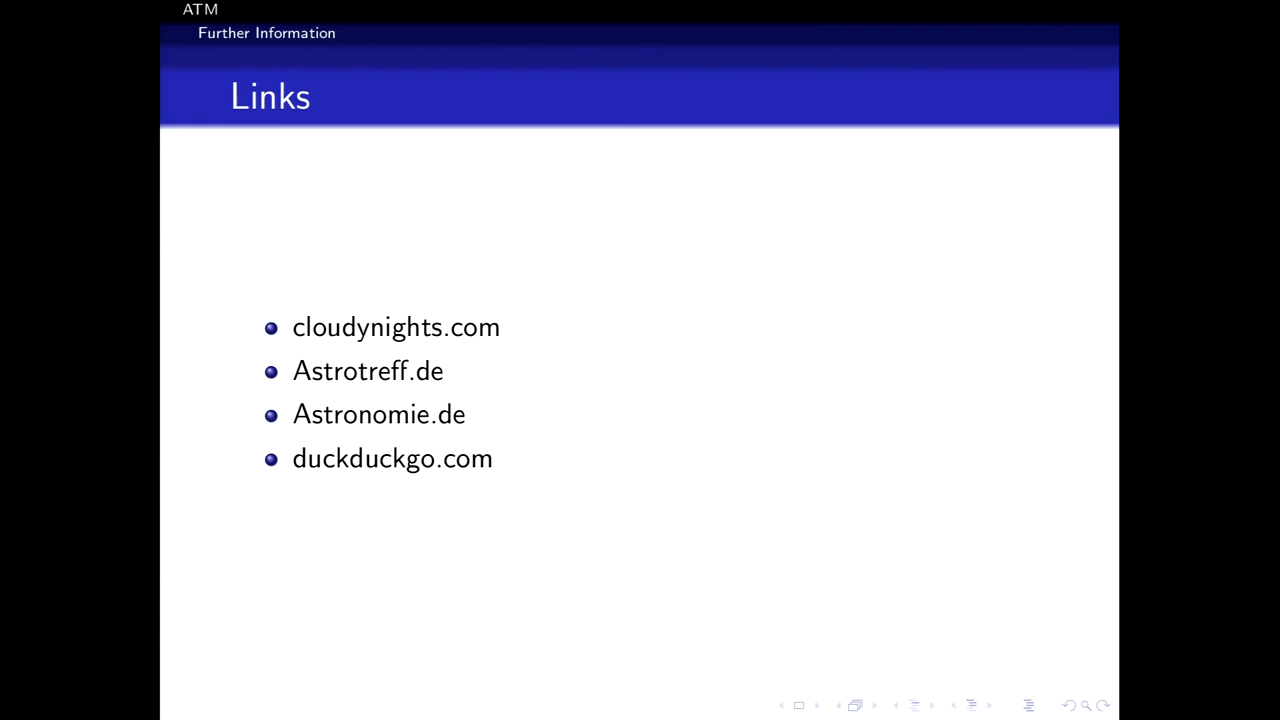 ATM
Further Information
Links
cloudynights.com
Astrotreff.de
Astronomie.de
duckduckgo.com